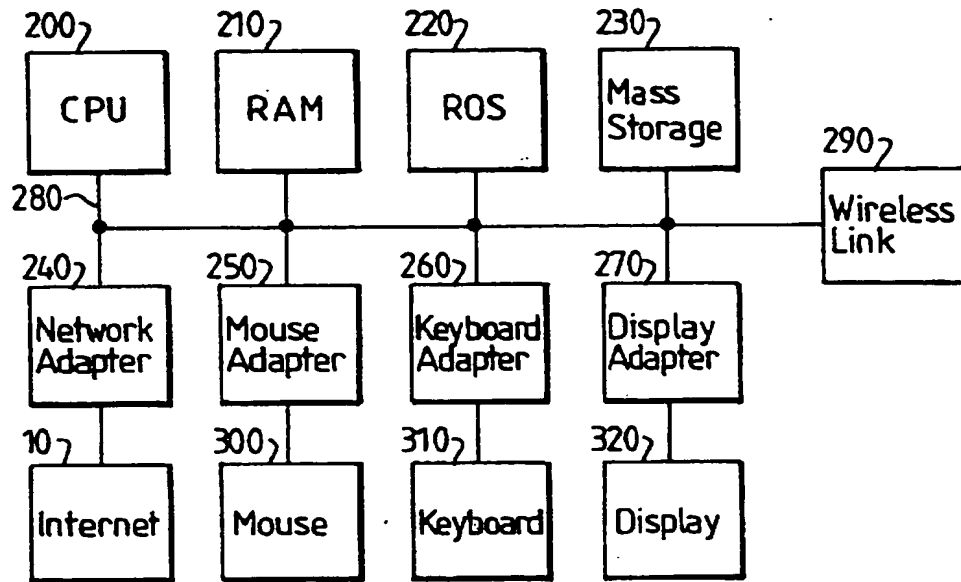 200
210
220
230
CPU
RAM
ROS
Mass
Storage
290
280
Wireless
Link
240
250
260
270
Network
Adapter
Mouse
Adapter
Keyboard
Adapter
Display
Adapter
10
300
310
320
Internet
Mouse
Keyboard
Display